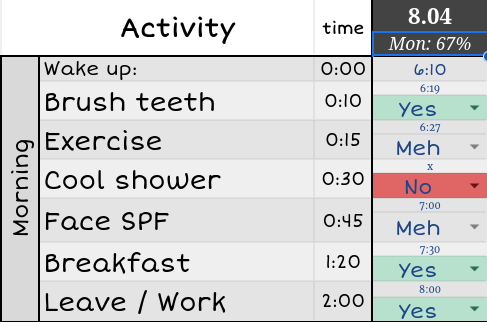 Activity time 8.04
Mon: 67%
Morning
Wake up: 0:00 6:10
6:19
Brush teeth 0:10 Yes
6:27
Exercise 0:15 Meh
x
Cool shower 0:30 No
7:00
Face SPF 0:45 Meh
7:30
Breakfast 1:20 Yes
8:00
Leave / Work 2:00 Yes